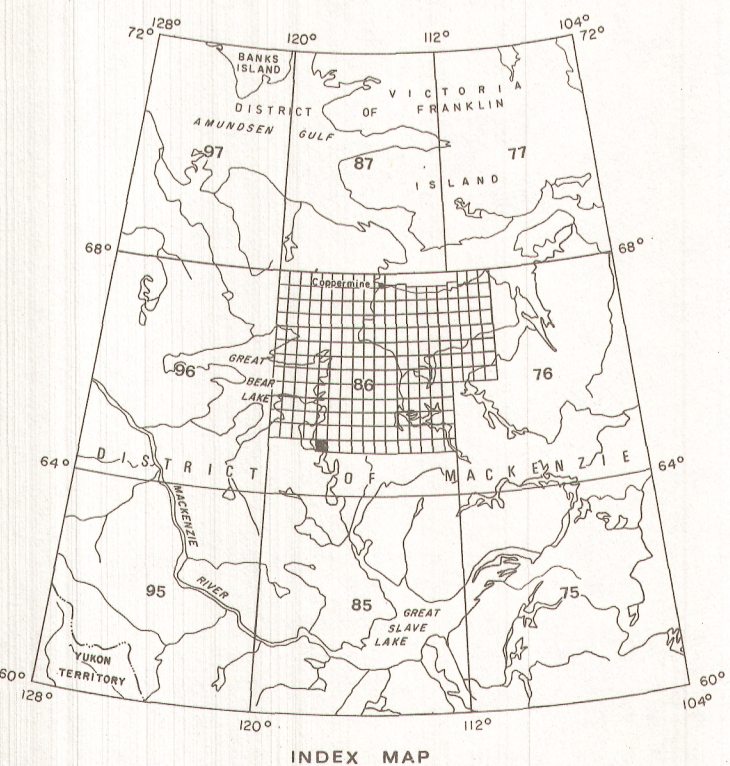 128°
120°
112°
104°
72°
72°
BANKS
ISLAND
VICTORIA
DISTRICT OF FRANKLIN
AMUNDSEN GULF
97
87
77
ISLAND
68°
68°
Coppermine
GREAT
BEAR
LAKE
96
86
76
64°
DISTRICT OF MACKENZIE
64°
MACKENZIE
RIVER
95
85
75
GREAT
SLAVE
LAKE
YUKON
TERRITORY
60°
60°
128°
120°
112°
104°
INDEX MAP